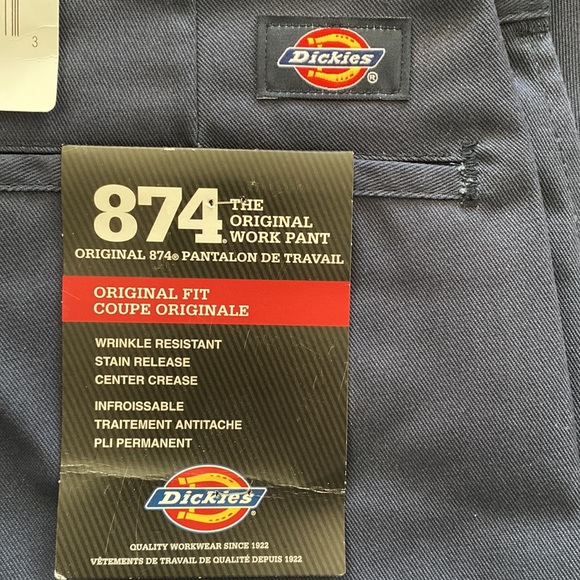 3
Dickies
®
874® THE
ORIGINAL
WORK PANT
ORIGINAL 874® PANTALON DE TRAVAIL
ORIGINAL FIT
COUPE ORIGINALE
WRINKLE RESISTANT
STAIN RELEASE
CENTER CREASE
INFROISSABLE
TRAITEMENT ANTITACHE
PLI PERMANENT
Dickies
QUALITY WORKWEAR SINCE 1922
VÊTEMENTS DE TRAVAIL DE QUALITÉ DEPUIS 1922